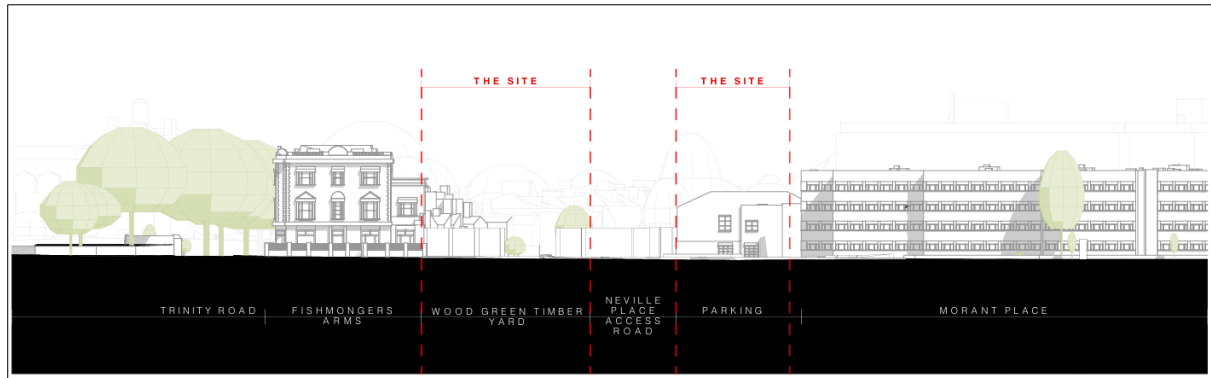 THE SITE
THE SITE
TRINITY ROAD
FISHMONGERS
ARMS
WOOD GREEN TIMBER
YARD
NEVILLE
PLACE
ACCESS
ROAD
PARKING
MORANT PLACE